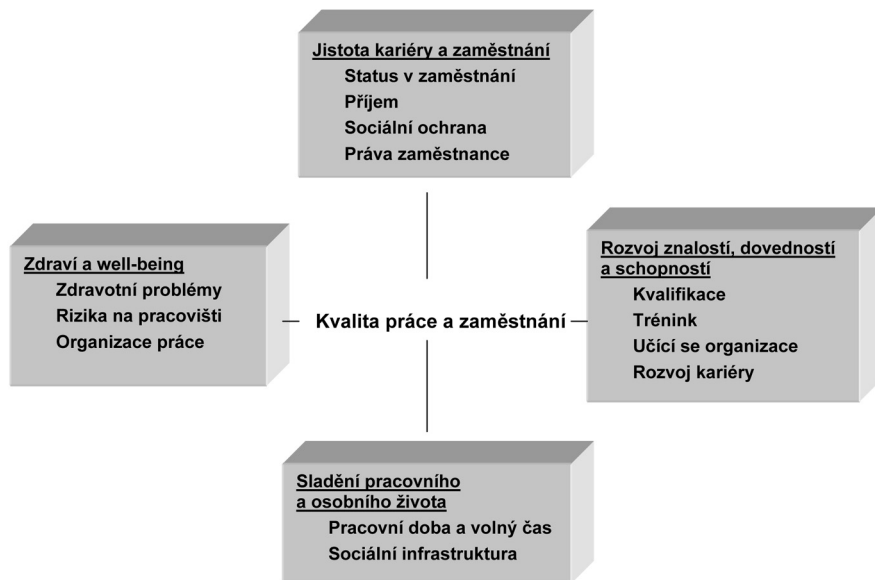 Jistota kariéry a zaměstnání
Status v zaměstnání
Příjem
Sociální ochrana
Práva zaměstnance
Zdraví a well-being
Zdravotní problémy
Rizika na pracovišti
Organizace práce
Kvalita práce a zaměstnání
Rozvoj znalostí, dovedností
a schopností
Kvalifikace
Trénink
Učící se organizace
Rozvoj kariéry
Sladění pracovního
a osobního života
Pracovní doba a volný čas
Sociální infrastruktura